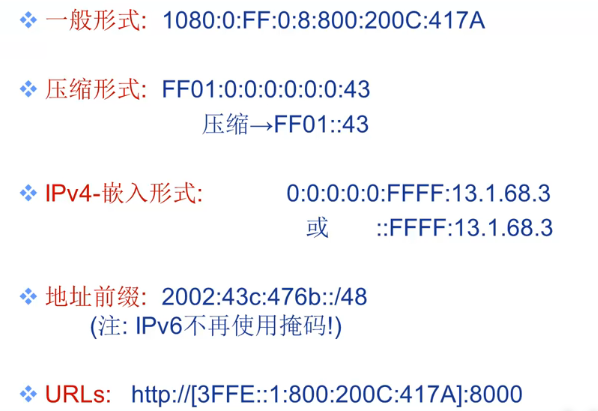 ❖ 一般形式: 1080:0:FF:0:8:800:200C:417A
❖ 压缩形式: FF01:0:0:0:0:0:0:43
压缩→FF01::43
❖ IPv4-嵌入形式: 0:0:0:0:0:FFFF:13.1.68.3
或 ::FFFF:13.1.68.3
❖ 地址前缀: 2002:43c:476b::/48
(注: IPv6不再使用掩码!)
❖ URLs: http://[3FFE::1:800:200C:417A]:8000